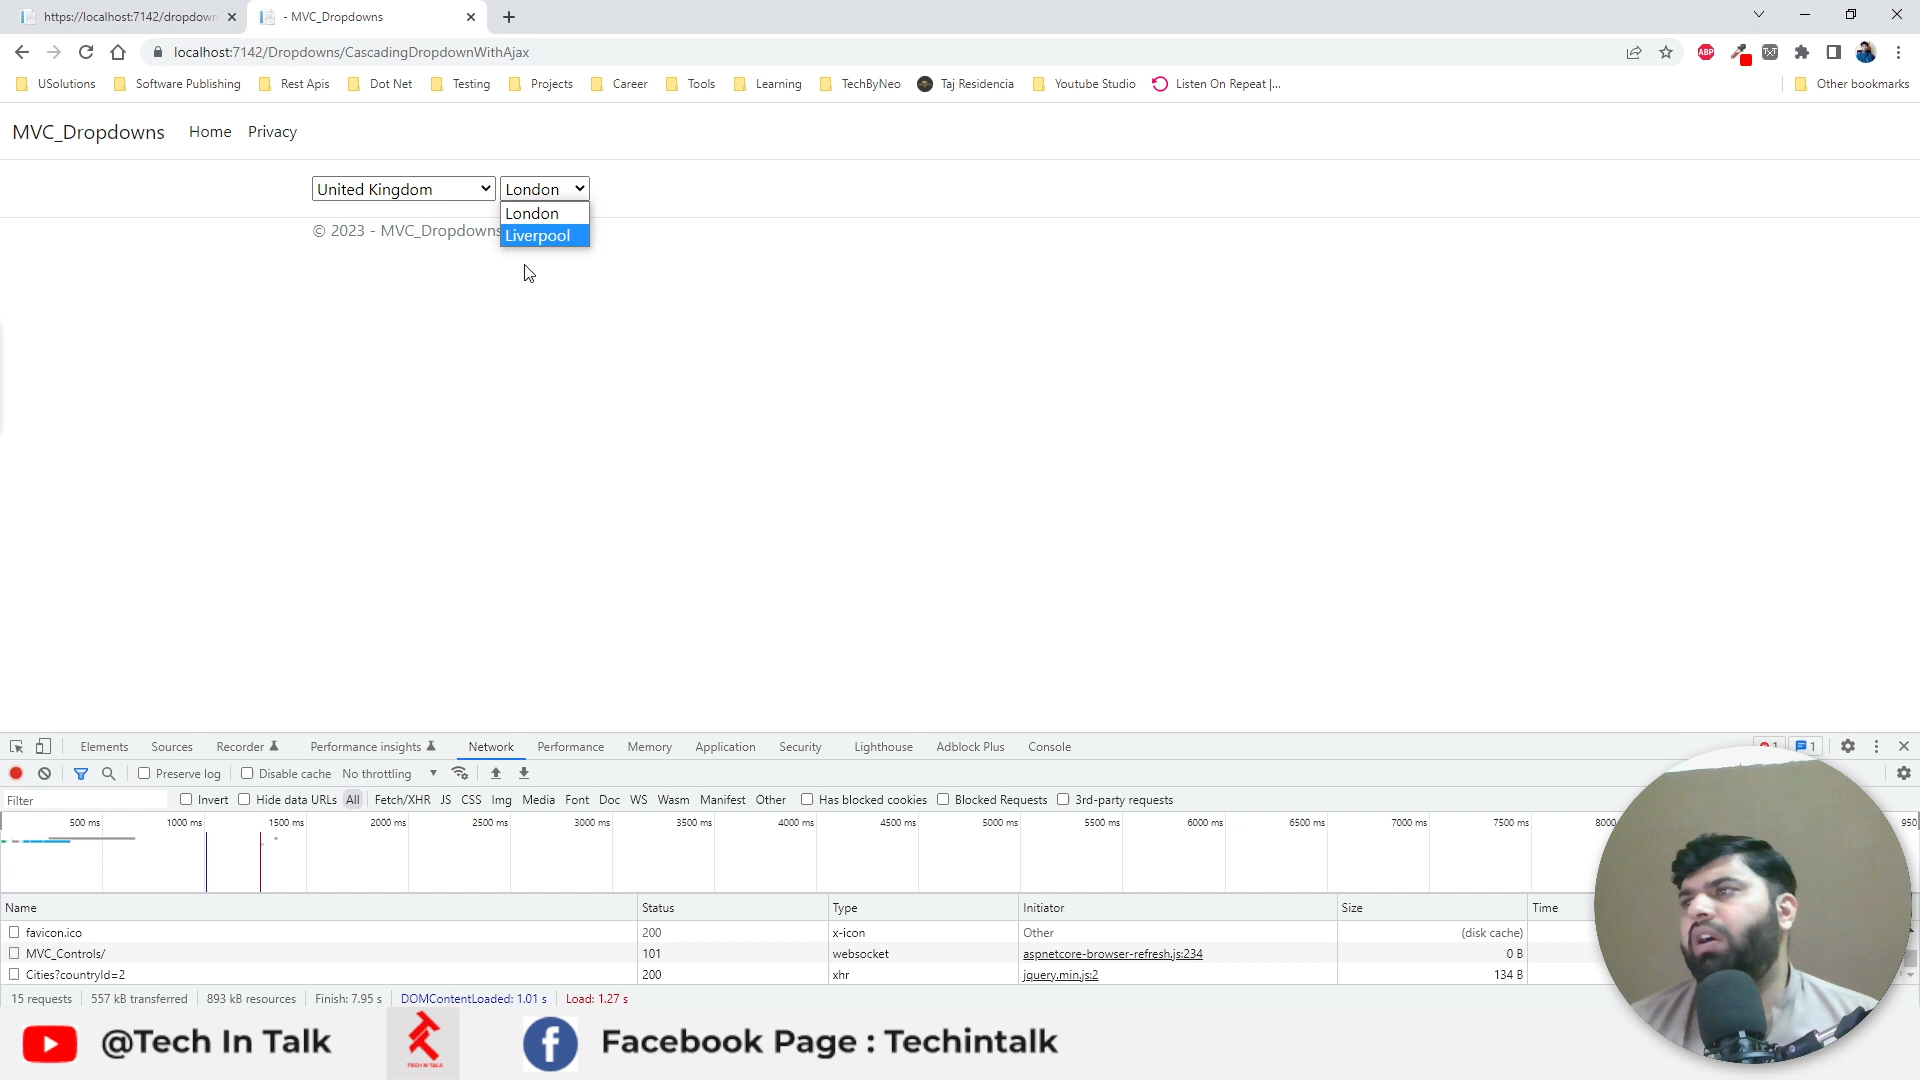 https://localhost:7142/dropdown
- MVC_Dropdowns
localhost:7142/Dropdowns/CascadingDropdownWithAjax
ABP
TXT
USolutions
Software Publishing
Rest Apis
Dot Net
Testing
Projects
Career
Tools
Learning
TechByNeo
Taj Residencia
Youtube Studio
Listen On Repeat |...
Other bookmarks
MVC_Dropdowns Home Privacy
United Kingdom London
London
© 2023 - MVC_Dropdowns
Liverpool
Elements Sources Recorder Performance insights Network Performance Memory Application Security Lighthouse Adblock Plus Console 1 1
Preserve log Disable cache No throttling
Filter Invert Hide data URLs All Fetch/XHR JS CSS Img Media Font Doc WS Wasm Manifest Other Has blocked cookies Blocked Requests 3rd-party requests
500 ms 1000 ms 1500 ms 2000 ms 2500 ms 3000 ms 3500 ms 4000 ms 4500 ms 5000 ms 5500 ms 6000 ms 6500 ms 7000 ms 7500 ms 8000 950
Name Status Type Initiator Size Time
favicon.ico 200 x-icon Other (disk cache)
MVC_Controls/ 101 websocket aspnetcore-browser-refresh.js:234 0 B
Cities?countryId=2 200 xhr jquery.min.js:2 134 B
15 requests 557 kB transferred 893 kB resources Finish: 7.95 s DOMContentLoaded: 1.01 s Load: 1.27 s
@Tech In Talk
TECH IN TALK
Facebook Page : Techintalk